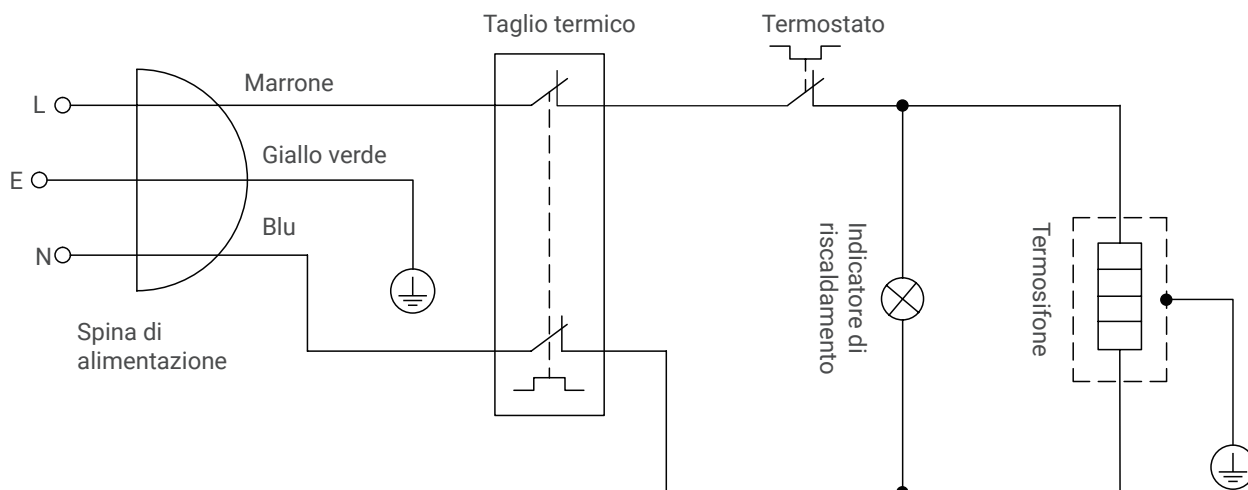 Taglio termico
Termostato
Marrone
L
Giallo verde
E
Blu
N
Spina di
alimentazione
Indicatore di
riscaldamento
Termosifone